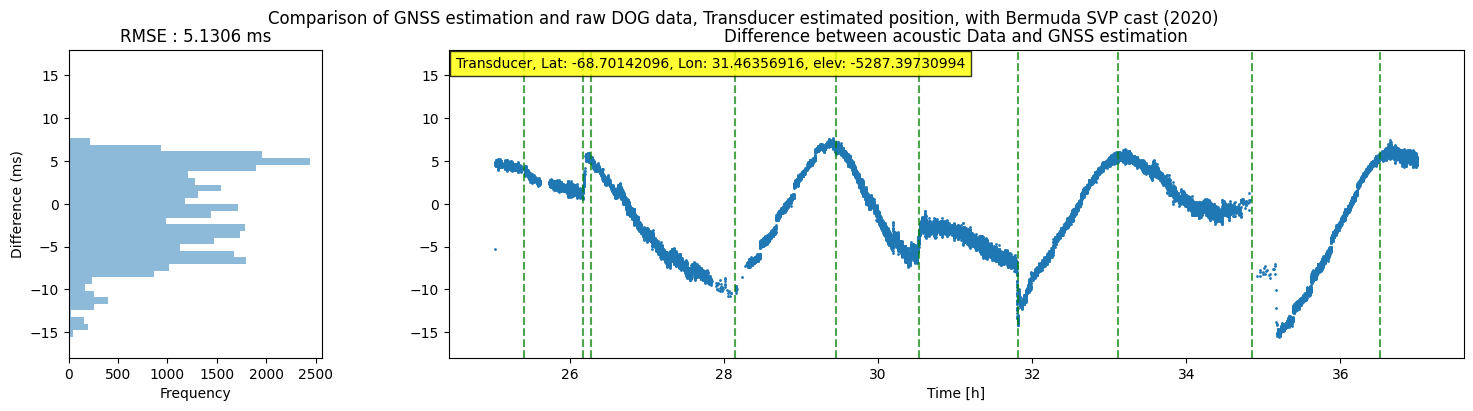 Comparison of GNSS estimation and raw DOG data, Transducer estimated position, with Bermuda SVP cast (2020)
RMSE : 5.1306 ms
Difference between acoustic Data and GNSS estimation
Transducer, Lat: -68.70142096, Lon: 31.46356916, elev: -5287.39730994
Difference (ms)
15
10
5
0
−5
−10
−15
0 500 1000 1500 2000 2500
Frequency
15
10
5
0
−5
−10
−15
26 28 30 32 34 36
Time [h]